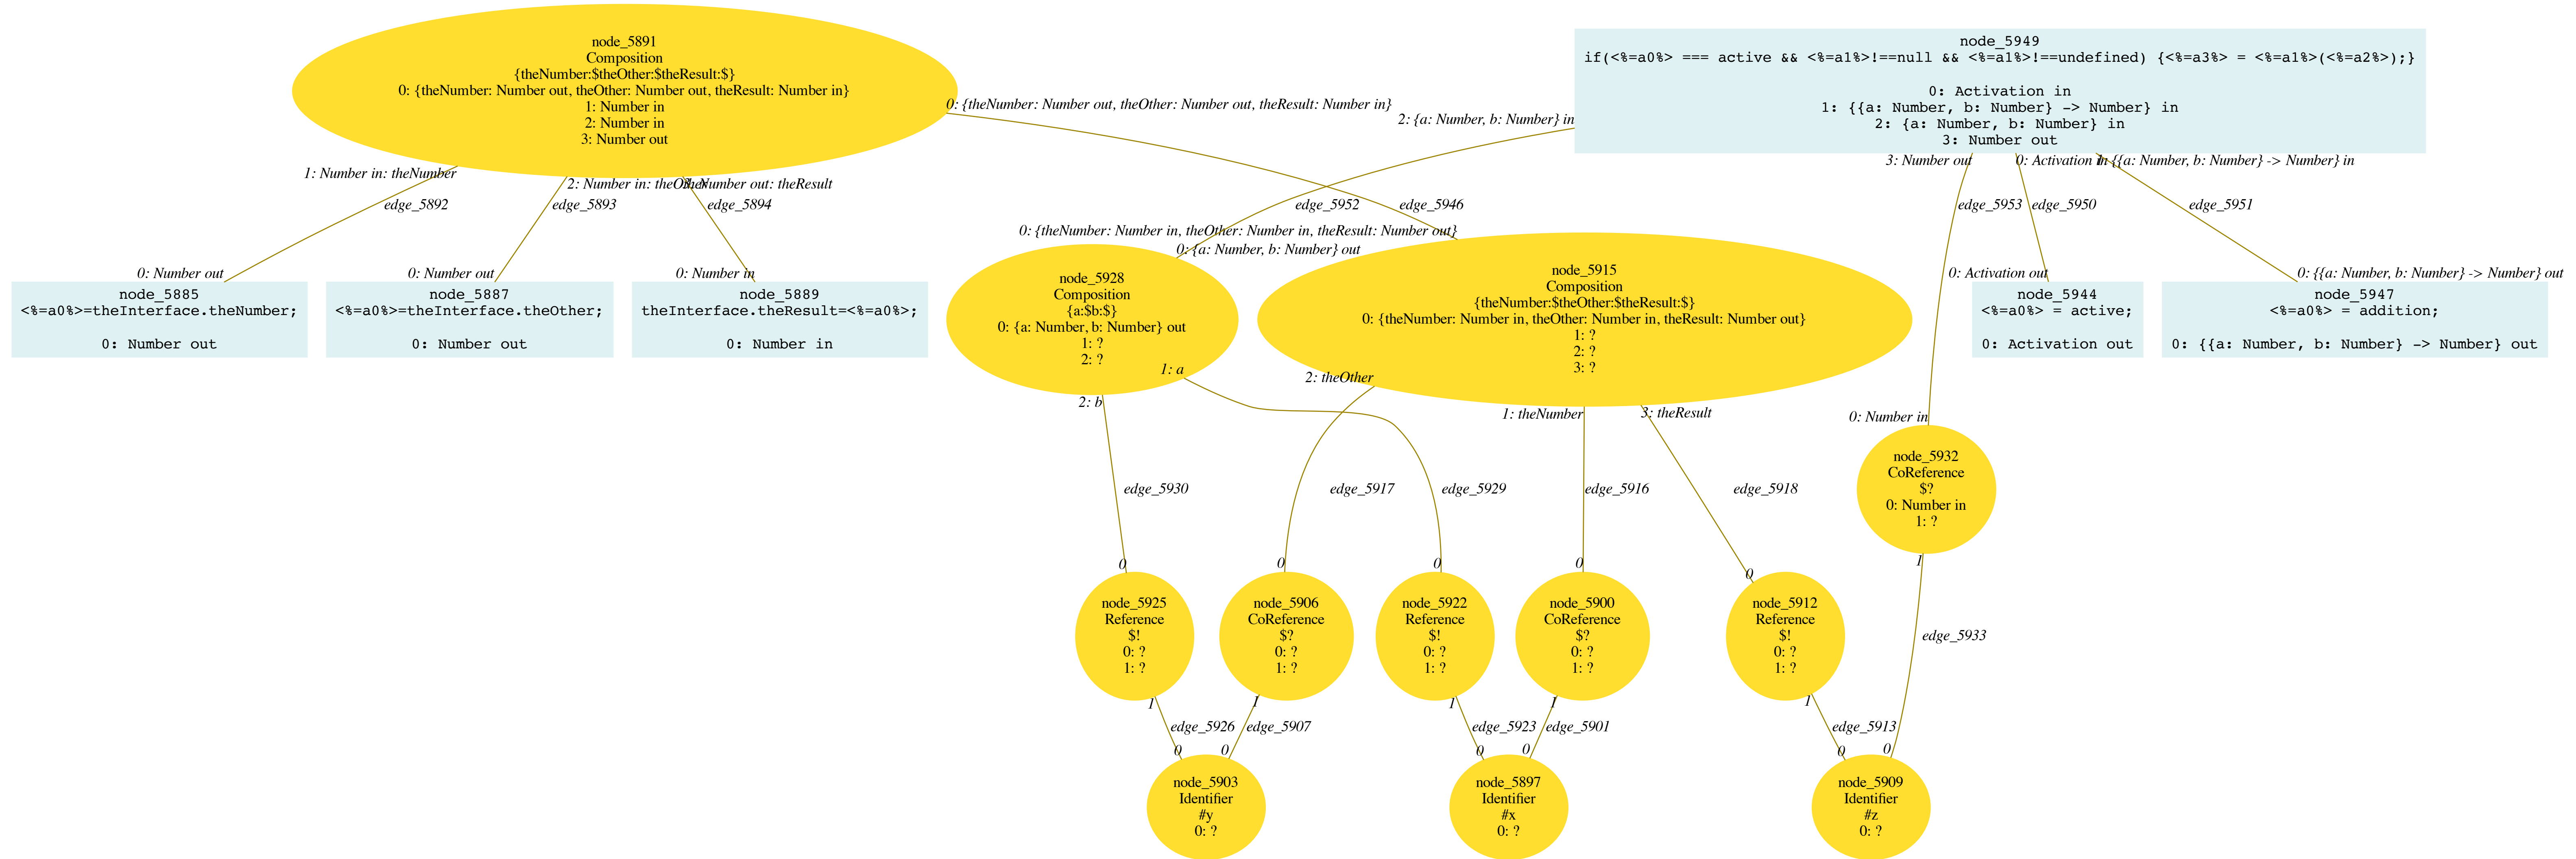 node_5891
Composition
{theNumber:$theOther:$theResult:$}
0: {theNumber: Number out, theOther: Number out, theResult: Number in}
1: Number in
2: Number in
3: Number out
node_5949
if(<%=a0%> === active && <%=a1%>!==null && <%=a1%>!==undefined) {<%=a3%> = <%=a1%>(<%=a2%>);}
0: Activation in
1: {{a: Number, b: Number} -> Number} in
2: {a: Number, b: Number} in
3: Number out
0: {theNumber: Number out, theOther: Number out, theResult: Number in}
2: {a: Number, b: Number} in
1: Number in: theNumber
2: Number in: theOther
3: Number out: theResult
3: Number out
0: Activation in
1: {{a: Number, b: Number} -> Number} in
edge_5892
edge_5893
edge_5894
edge_5952
edge_5946
edge_5953
edge_5950
edge_5951
0: {theNumber: Number in, theOther: Number in, theResult: Number out}
0: {a: Number, b: Number} out
0: Number out
0: Number out
0: Number in
0: Activation out
0: {{a: Number, b: Number} -> Number} out
node_5885
<%=a0%>=theInterface.theNumber;
0: Number out
node_5887
<%=a0%>=theInterface.theOther;
0: Number out
node_5889
theInterface.theResult=<%=a0%>;
0: Number in
node_5928
Composition
{a:$b:$}
0: {a: Number, b: Number} out
1: ?
2: ?
node_5915
Composition
{theNumber:$theOther:$theResult:$}
0: {theNumber: Number in, theOther: Number in, theResult: Number out}
1: ?
2: ?
3: ?
node_5944
<%=a0%> = active;
0: Activation out
node_5947
<%=a0%> = addition;
0: {{a: Number, b: Number} -> Number} out
1: a
2: theOther
2: b
1: theNumber
3: theResult
0: Number in
node_5932
CoReference
$?
0: Number in
1: ?
edge_5930
edge_5917
edge_5929
edge_5916
edge_5918
0
0
0
0
0
1
node_5925
Reference
$!
0: ?
1: ?
node_5906
CoReference
$?
0: ?
1: ?
node_5922
Reference
$!
0: ?
1: ?
node_5900
CoReference
$?
0: ?
1: ?
node_5912
Reference
$!
0: ?
1: ?
edge_5933
1
1
1
1
1
edge_5926
edge_5907
edge_5923
edge_5901
edge_5913
0
0
0
0
0
0
node_5903
Identifier
#y
0: ?
node_5897
Identifier
#x
0: ?
node_5909
Identifier
#z
0: ?